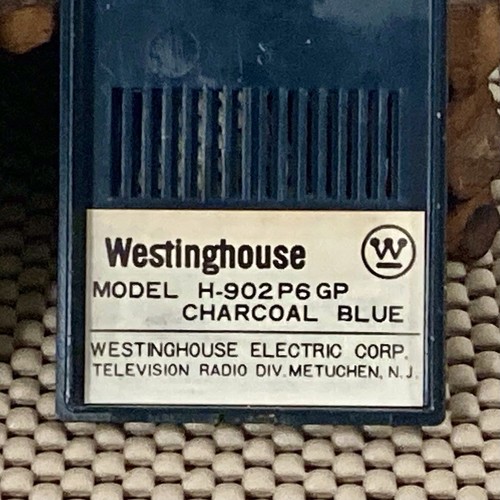 Westinghouse
MODEL H-902P6GP
CHARCOAL BLUE
WESTINGHOUSE ELECTRIC CORP.
TELEVISION RADIO DIV. METUCHEN, N.J.